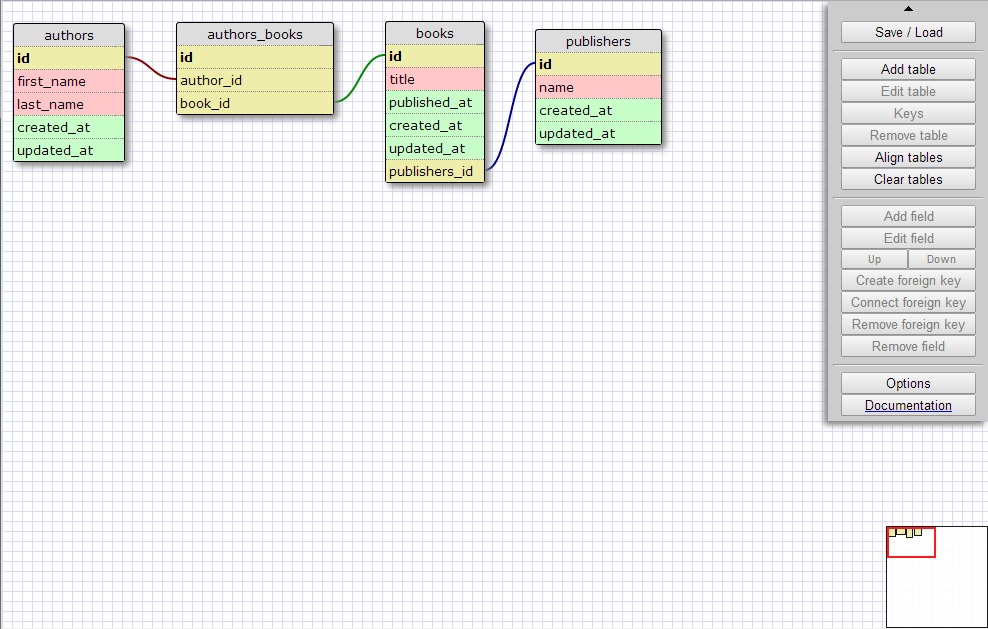 authors
id
first_name
last_name
created_at
updated_at
authors_books
id
author_id
book_id
books
id
title
published_at
created_at
updated_at
publishers_id
publishers
id
name
created_at
updated_at
Save / Load
Add table
Edit table
Keys
Remove table
Align tables
Clear tables
Add field
Edit field
Up Down
Create foreign key
Connect foreign key
Remove foreign key
Remove field
Options
Documentation